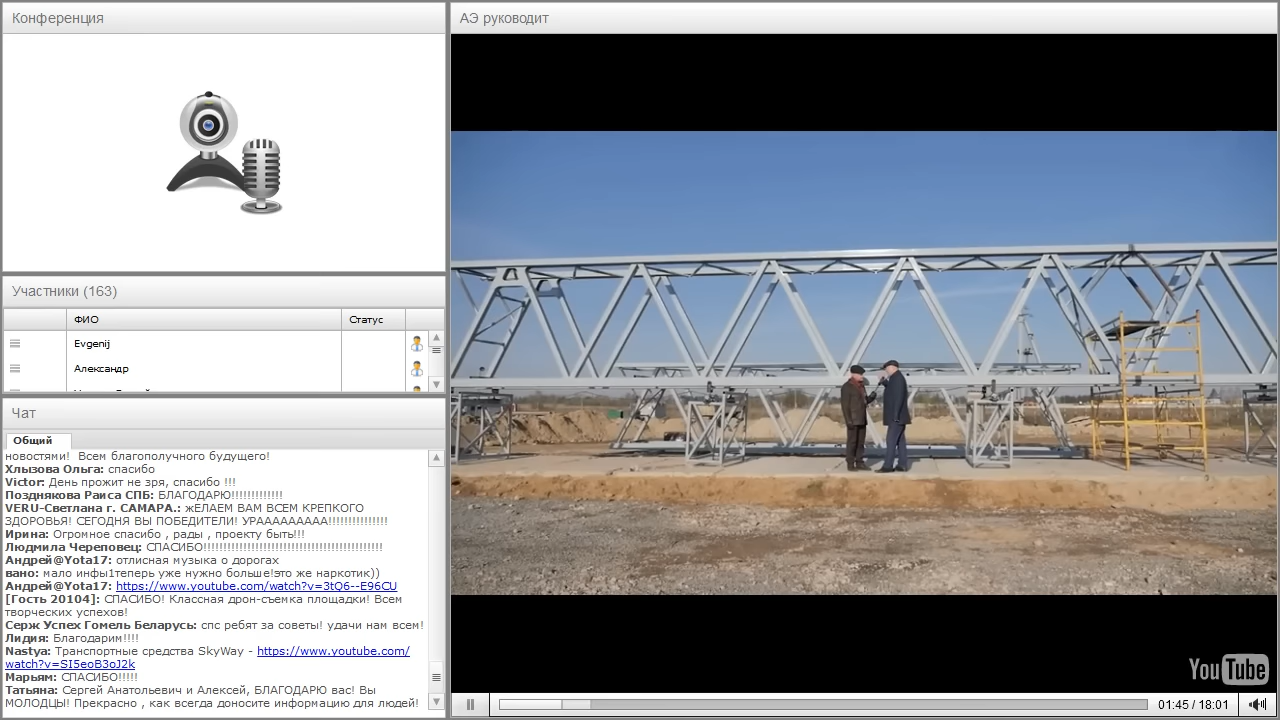 Конференция
АЭ руководит
Участники (163)
ФИО
Статус
Evgenij
Александр
Чат
Общий
новостями! Всем благополучного будущего!
Хлызова Ольга: спасибо
Victor: День прожит не зря, спасибо !!!
Позднякова Раиса СПБ: БЛАГОДАРЮ!!!!!!!!!!!!!
VERU-Светлана г. САМАРА.: жЕЛАЕМ ВАМ ВСЕМ КРЕПКОГО
ЗДОРОВЬЯ! СЕГОДНЯ ВЫ ПОБЕДИТЕЛИ! УРААААААААА!!!!!!!!!!!!!!!
Ирина: Огромное спасибо , рады , проекту быть!!!
Людмила Череповец: СПАСИБО!!!!!!!!!!!!!!!!!!!!!!!!!!!!!!!!!!!!!!!!!!!!!
Андрей@Yota17: отлисная музыка о дорогах
вано: мало инфы1теперь уже нужно больше!это же наркотик))
Андрей@Yota17: https://www.youtube.com/watch?v=3tQ6--E96CU
[Гость 20104]: СПАСИБО! Классная дрон-съемка площадки! Всем
творческих успехов!
Серж Успех Гомель Беларусь: спс ребят за советы! удачи нам всем!
Лидия: Благодарим!!!!
Nastya: Транспортные средства SkyWay - https://www.youtube.com/
watch?v=SI5eoB3oJ2k
Марьям: СПАСИБО!!!!!
Татьяна: Сергей Анатольевич и Алексей, БЛАГОДАРЮ вас! Вы
МОЛОДЦЫ! Прекрасно , как всегда доносите информацию для людей!
YouTube
01:45 / 18:01